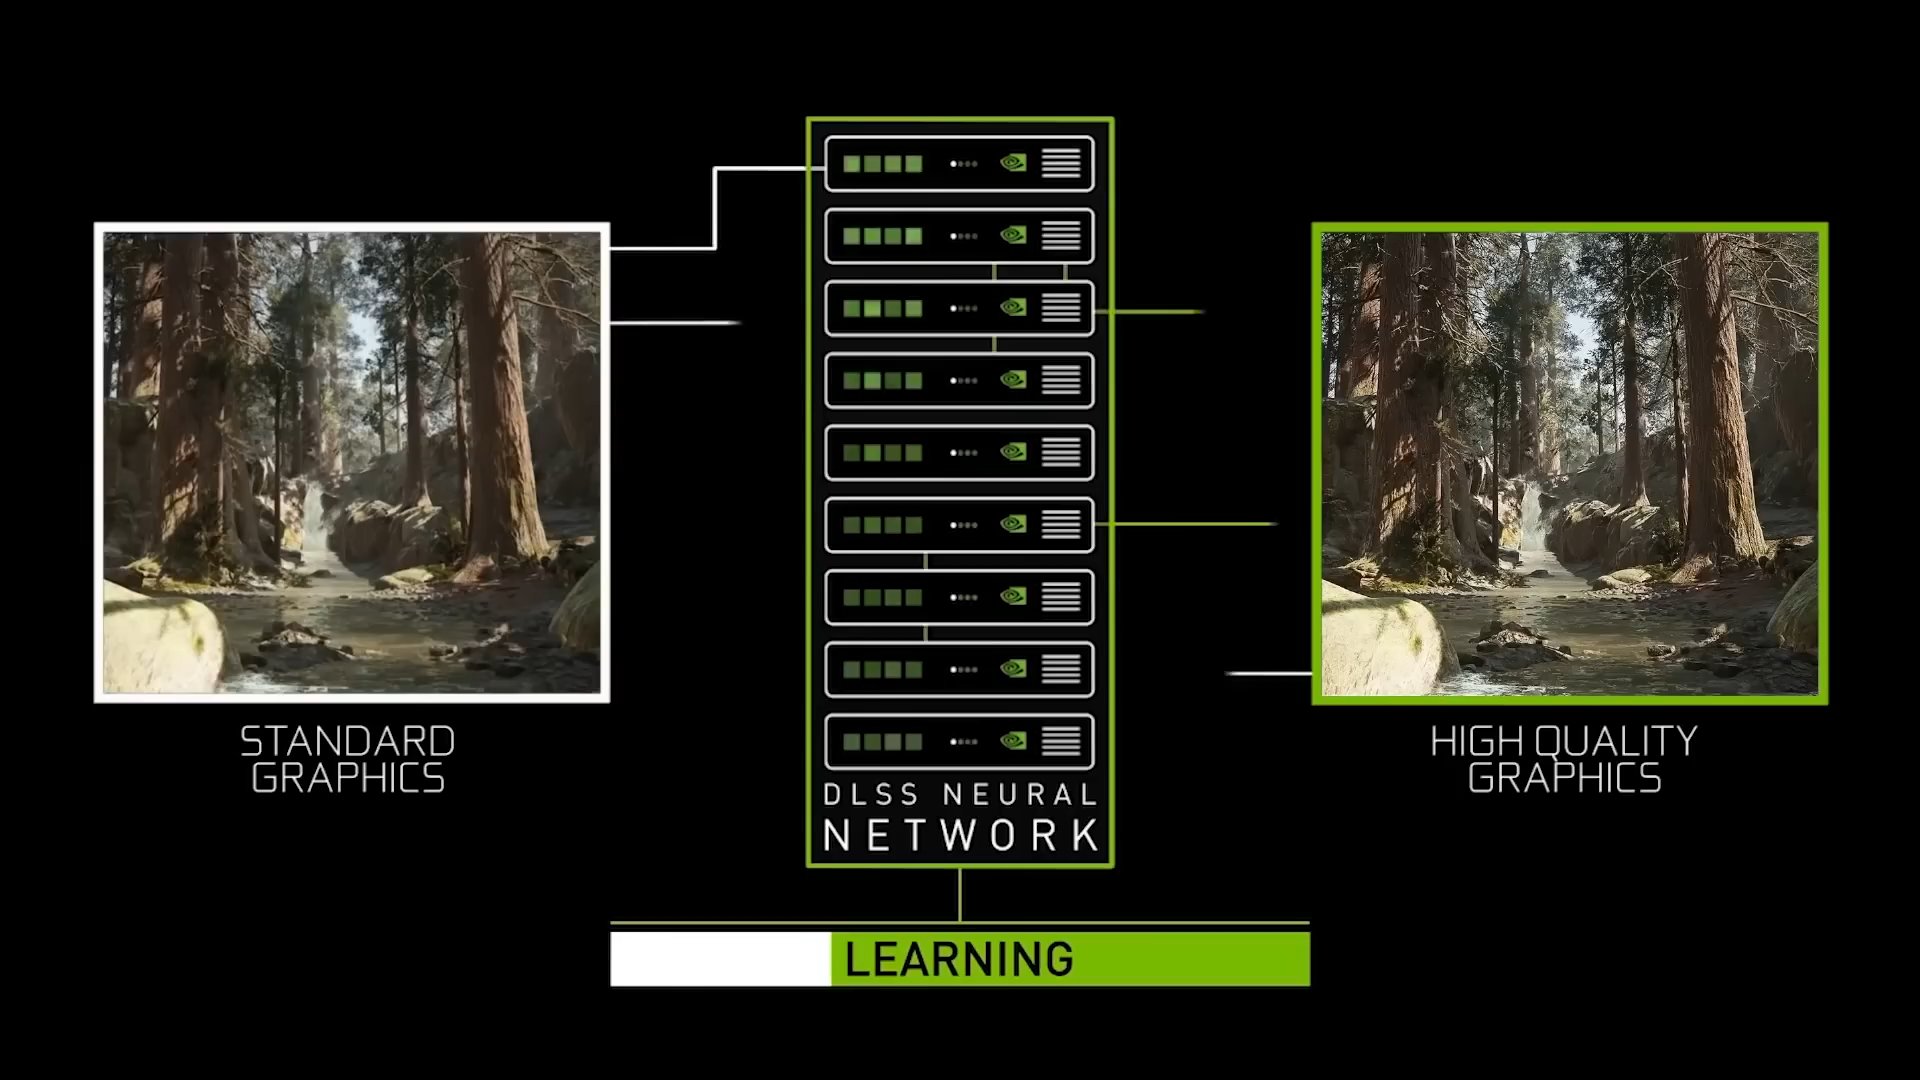 STANDARD
GRAPHICS
DLSS NEURAL
NETWORK
HIGH QUALITY
GRAPHICS
LEARNING